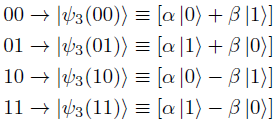 00 → |ψ₃(00)⟩ ≡ [α |0⟩ + β |1⟩]
01 → |ψ₃(01)⟩ ≡ [α |1⟩ + β |0⟩]
10 → |ψ₃(10)⟩ ≡ [α |0⟩ − β |1⟩]
11 → |ψ₃(11)⟩ ≡ [α |1⟩ − β |0⟩]